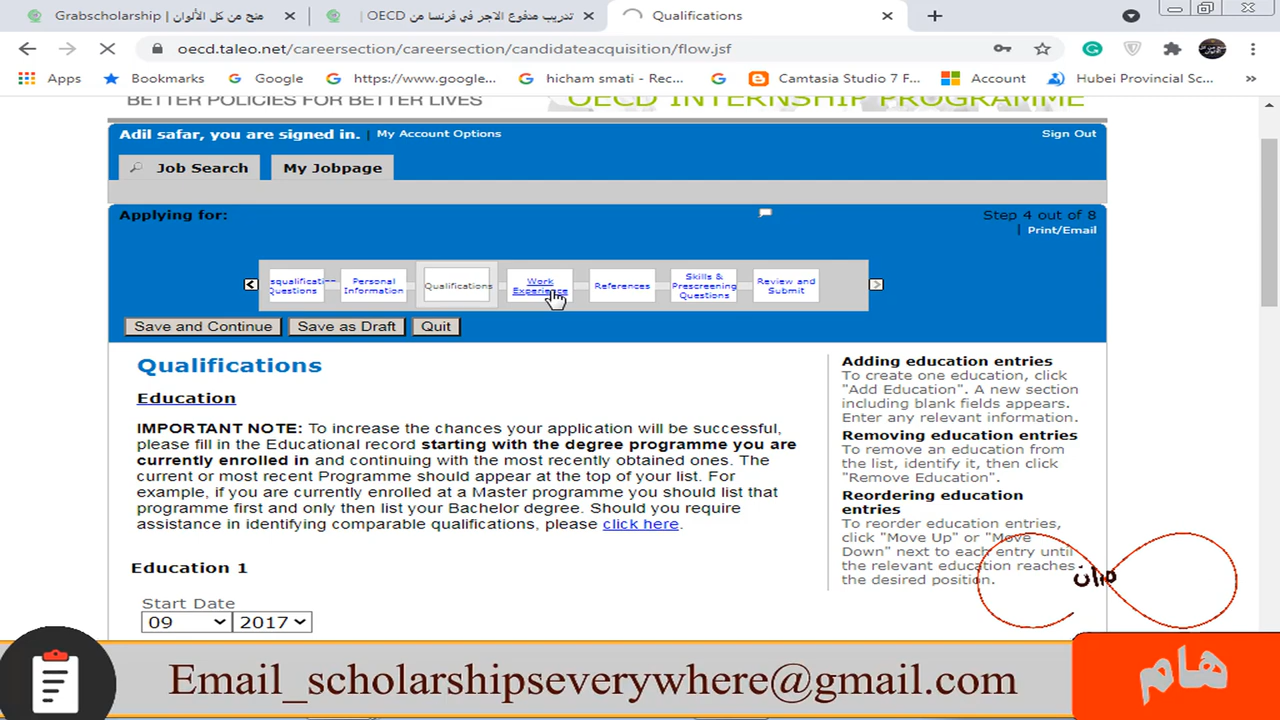 Grabscholarship | منح من كل الألوان
تدريب مدفوع الاجر في فرنسا من OECD |
Qualifications
oecd.taleo.net/careersection/careersection/candidateacquisition/flow.jsf
Apps
Bookmarks
Google
https://www.google...
hicham smati - Rec...
Camtasia Studio 7 F...
Account
Hubei Provincial Sc...
»
BETTER POLICIES FOR BETTER LIVES
OECD INTERNSHIP PROGRAMME
Adil safar, you are signed in. | My Account Options
Sign Out
Job Search
My Jobpage
Applying for:
Step 4 out of 8
| Print/Email
squalificati
Questions
Personal
Information
Qualifications
Work
Experience
References
Skills &
Prescreening
Questions
Review and
Submit
Save and Continue
Save as Draft
Quit
Qualifications
Education
IMPORTANT NOTE: To increase the chances your application will be successful,
please fill in the Educational record starting with the degree programme you are
currently enrolled in and continuing with the most recently obtained ones. The
current or most recent Programme should appear at the top of your list. For
example, if you are currently enrolled at a Master programme you should list that
programme first and only then list your Bachelor degree. Should you require
assistance in identifying comparable qualifications, please click here.
Education 1
Start Date
09
2017
Adding education entries
To create one education, click
"Add Education". A new section
including blank fields appears.
Enter any relevant information.
Removing education entries
To remove an education from
the list, identify it, then click
"Remove Education".
Reordering education
entries
To reorder education entries,
click "Move Up" or "Move
Down" next to each entry until
the relevant education reaches
the desired position.
Email_scholarshipseverywhere@gmail.com
هام